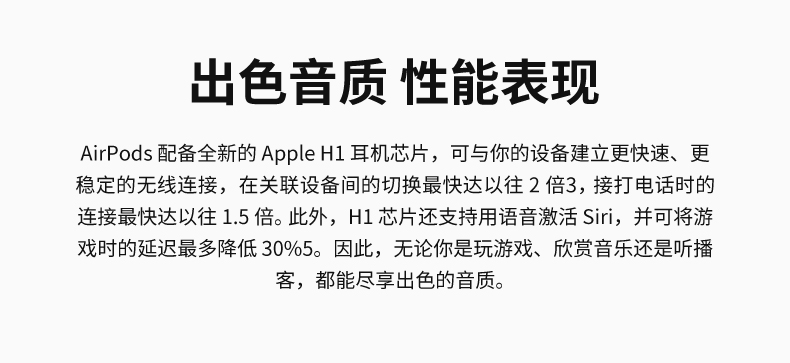 出色音质 性能表现
AirPods 配备全新的 Apple H1 耳机芯片，可与你的设备建立更快速、更
稳定的无线连接，在关联设备间的切换最快达以往 2 倍3，接打电话时的
连接最快达以往 1.5 倍。此外，H1 芯片还支持用语音激活 Siri，并可将游
戏时的延迟最多降低 30%5。因此，无论你是玩游戏、欣赏音乐还是听播
客，都能尽享出色的音质。